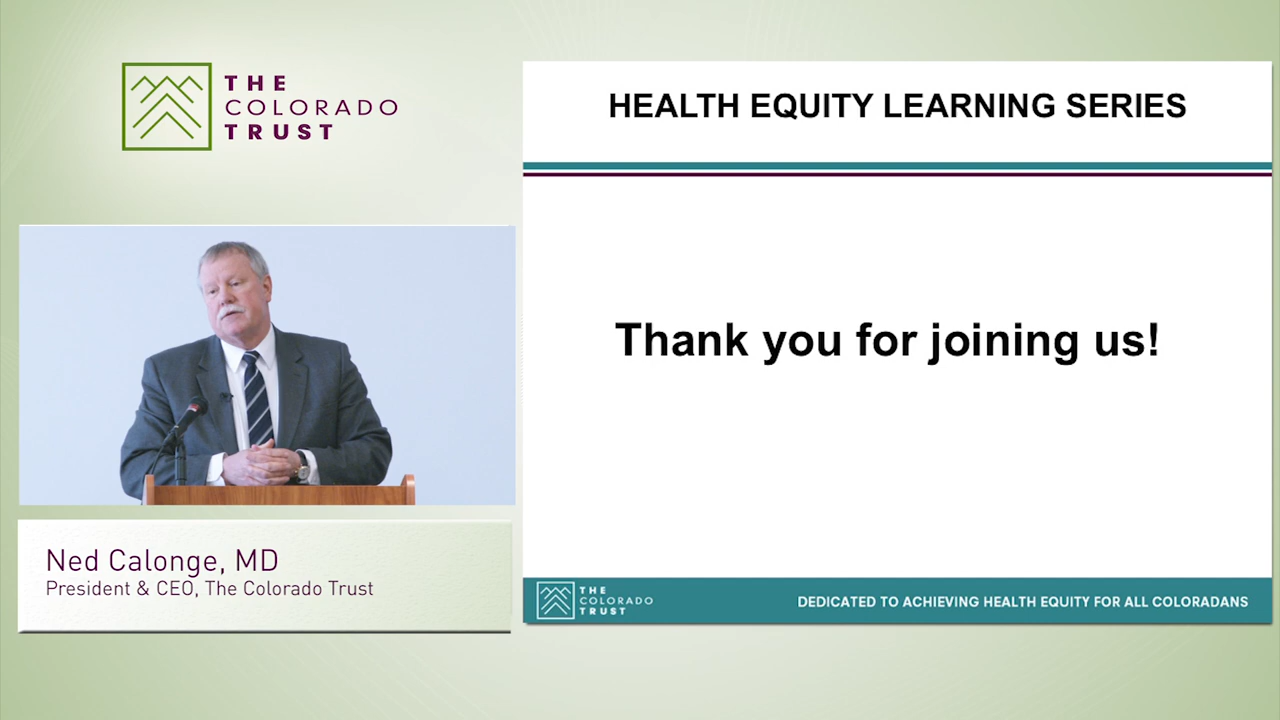 THE
COLORADO
TRUST
HEALTH EQUITY LEARNING SERIES
Thank you for joining us!
Ned Calonge, MD
President & CEO, The Colorado Trust
THE
COLORADO
TRUST
DEDICATED TO ACHIEVING HEALTH EQUITY FOR ALL COLORADANS